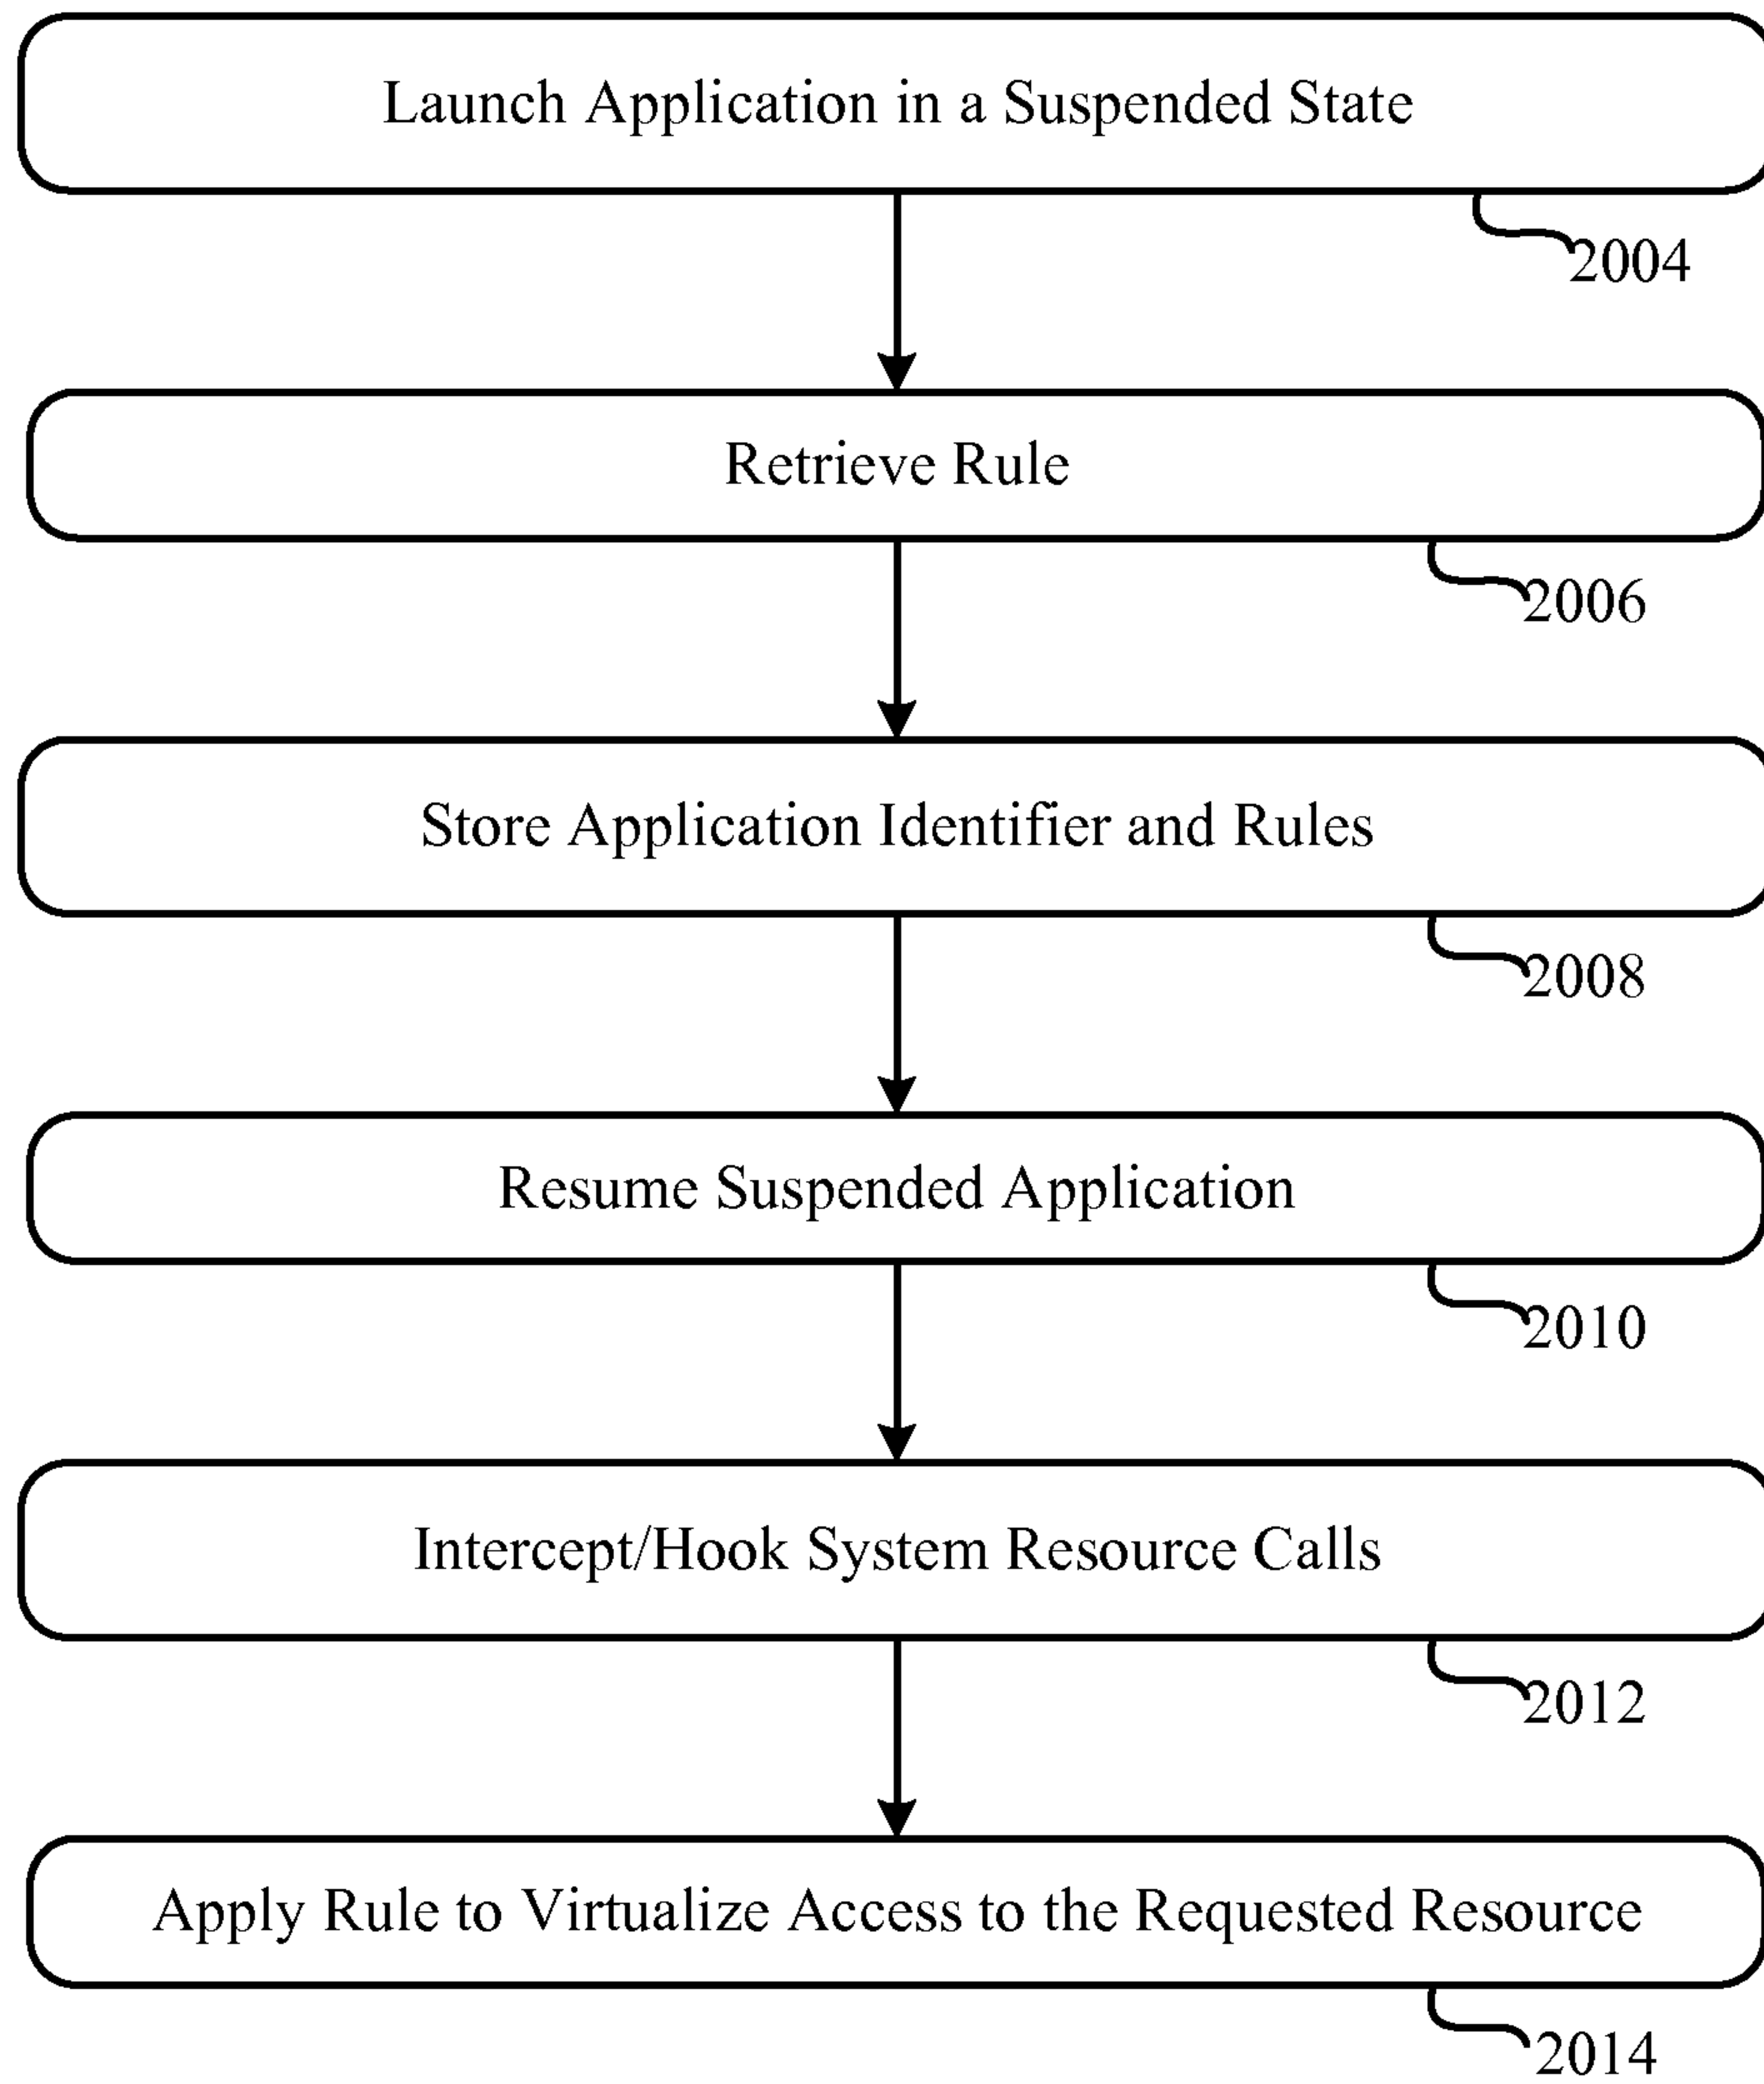 Launch Application in a Suspended State
2004
Retrieve Rule
2006
Store Application Identifier and Rules
2008
Resume Suspended Application
2010
Intercept/Hook System Resource Calls
2012
Apply Rule to Virtualize Access to the Requested Resource
2014